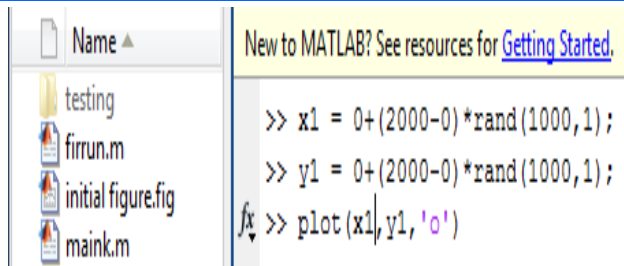 Name
testing
firrun.m
initial figure.fig
maink.m
New to MATLAB? See resources for Getting Started.
>> x1 = 0+(2000-0)*rand(1000,1);
>> y1 = 0+(2000-0)*rand(1000,1);
fx >> plot(x1,y1,'o')